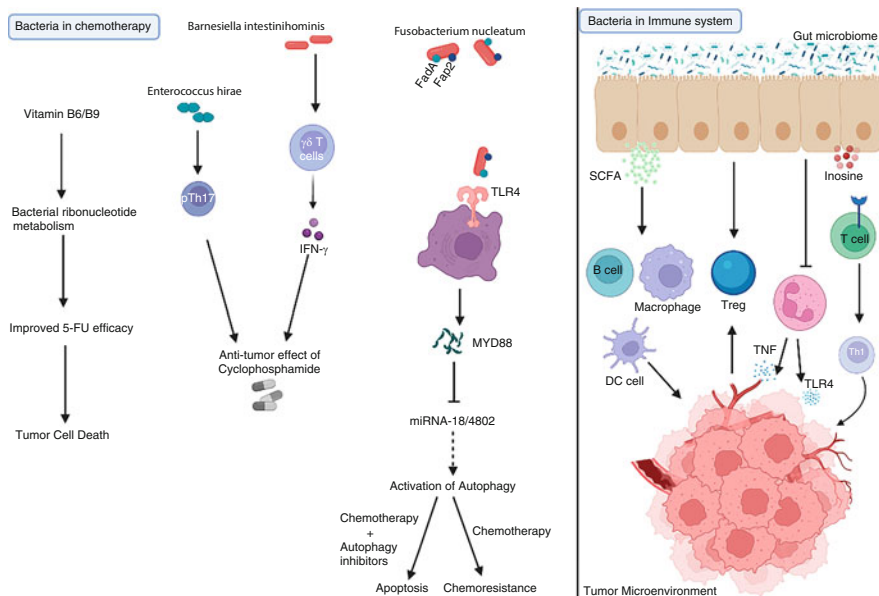 Bacteria in chemotherapy
Vitamin B6/B9
Bacterial ribonucleotide
metabolism
Improved 5-FU efficacy
Tumor Cell Death
Enterococcus hirae
pTh17
Barnesiella intestinihominis
γδ T
cells
IFN-γ
Anti-tumor effect of
Cyclophosphamide
Fusobacterium nucleatum
FadA
Fap2
TLR4
MYD88
miRNA-18/4802
Activation of Autophagy
Chemotherapy
+
Autophagy
inhibitors
Chemotherapy
Apoptosis
Chemoresistance
Bacteria in Immune system
Gut microbiome
SCFA
Inosine
B cell
Macrophage
Treg
T cell
DC cell
TNF
TLR4
Th1
Tumor Microenvironment